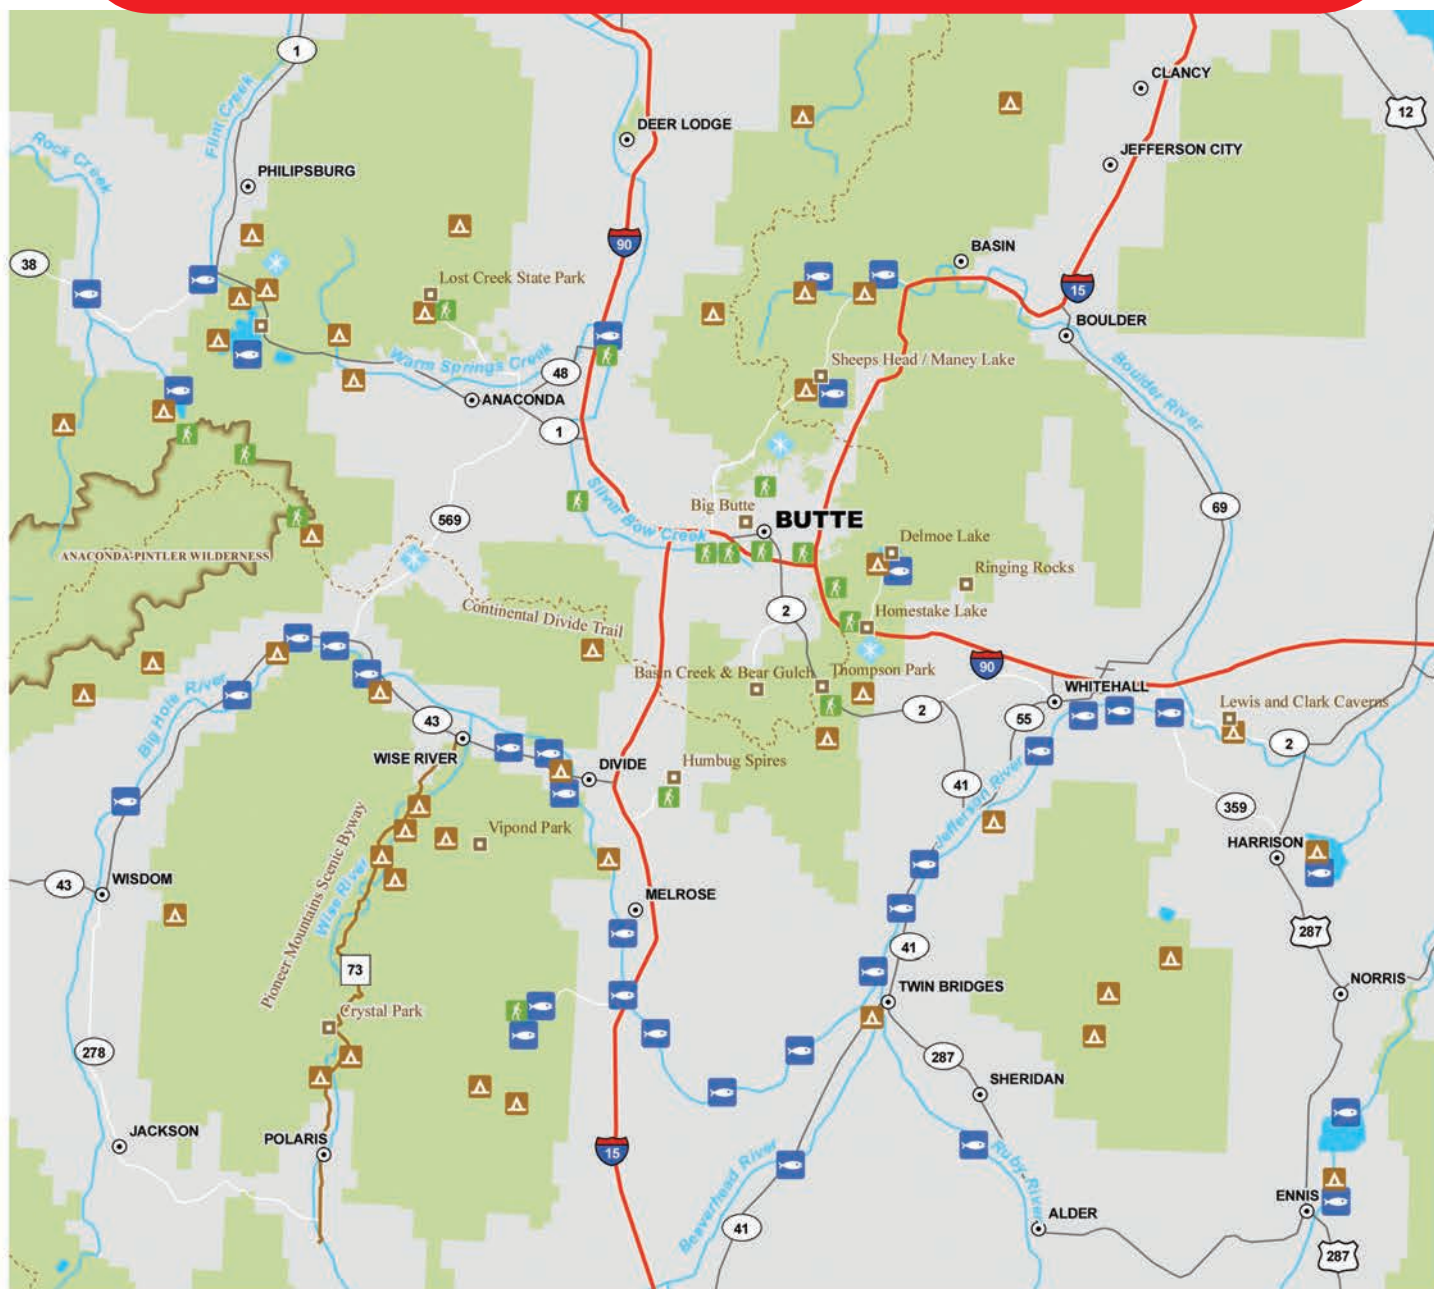 1
CLANCY
12
DEER LODGE
Flint Creek
Rock Creek
JEFFERSON CITY
PHILIPSBURG
90
BASIN
38
Lost Creek State Park
15
BOULDER
Warm Springs Creek
48
Sheeps Head / Maney Lake
Boulder River
ANACONDA
1
Silver Bow Creek
Big Butte
BUTTE
569
69
ANACONDA-PINTLER WILDERNESS
Delmoe Lake
Ringing Rocks
Continental Divide Trail
2
Homestake Lake
90
Basin Creek & Bear Gulch
Thompson Park
WHITEHALL
Big Hole River
Lewis and Clark Caverns
43
2
55
2
WISE RIVER
DIVIDE
Humbug Spires
41
Jefferson River
359
Pioneer Mountains Scenic Byway
Vipond Park
HARRISON
43
WISDOM
Wise River
MELROSE
287
41
73
TWIN BRIDGES
NORRIS
Crystal Park
278
287
SHERIDAN
JACKSON
POLARIS
15
Beaverhead River
Ruby River
ENNIS
41
ALDER
287